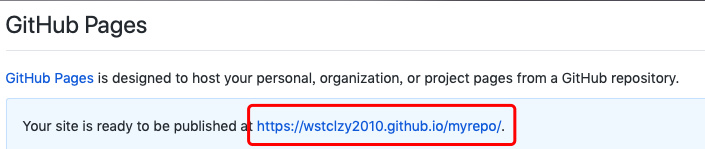 GitHub Pages
GitHub Pages is designed to host your personal, organization, or project pages from a GitHub repository.
Your site is ready to be published at https://wstclzy2010.github.io/myrepo/.